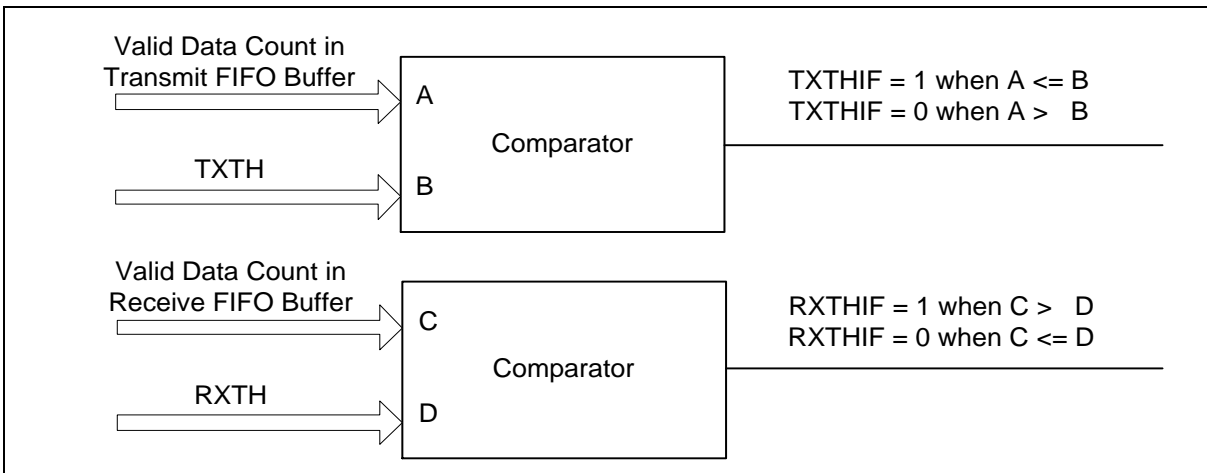 Valid Data Count in
Transmit FIFO Buffer
A
TXTHIF = 1 when A <= B
TXTHIF = 0 when A > B
Comparator
TXTH
B
Valid Data Count in
Receive FIFO Buffer
C
RXTHIF = 1 when C > D
RXTHIF = 0 when C <= D
Comparator
RXTH
D